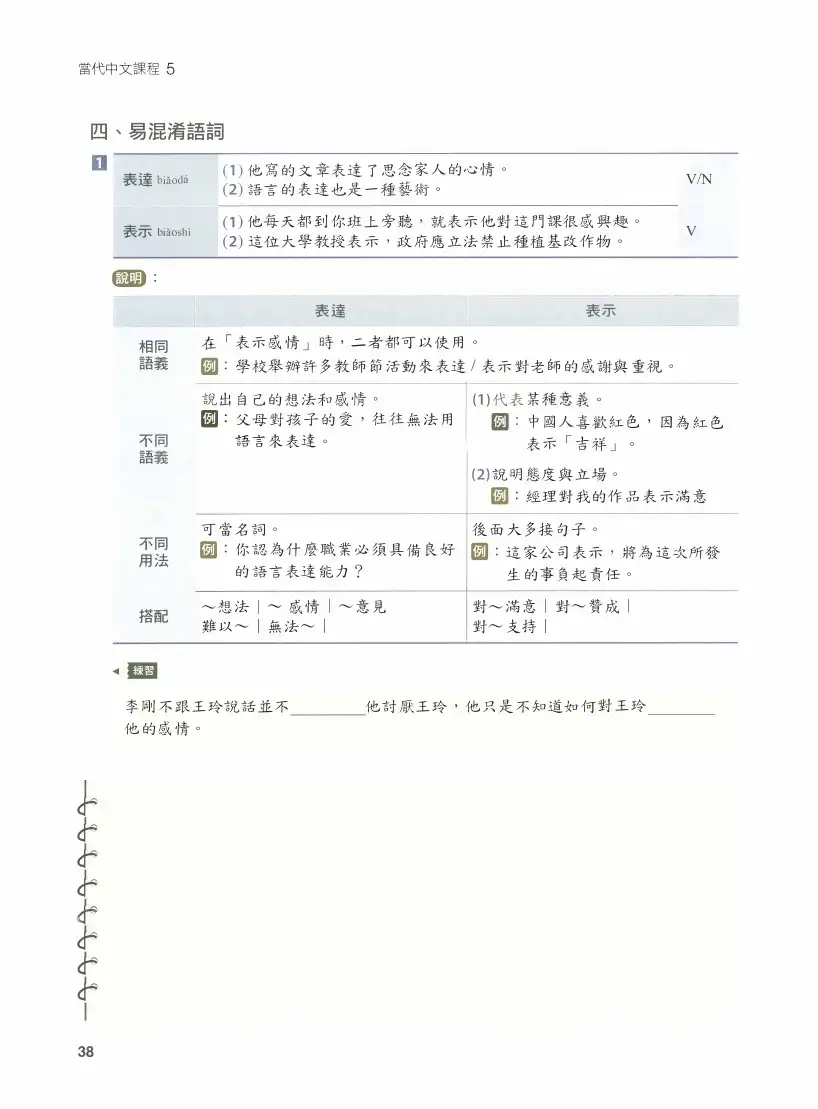 當代中文課程 5
四、易混淆語詞
1
表達 biǎodá
(1) 他寫的文章表達了思念家人的心情。
(2) 語言的表達也是一種藝術。
V/N
表示 biǎoshì
(1) 他每天都到你班上旁聽，就表示他對這門課很感興趣。
(2) 這位大學教授表示，政府應立法禁止種植基改作物。
V
說明：
表達 表示
相同
語義
在「表示感情」時，二者都可以使用。
例：學校舉辦許多教師節活動來表達 / 表示對老師的感謝與重視。
不同
語義
說出自己的想法和感情。
例：父母對孩子的愛，往往無法用
語言來表達。
(1)代表某種意義。
例：中國人喜歡紅色，因為紅色
表示「吉祥」。
(2)說明態度與立場。
例：經理對我的作品表示滿意
不同
用法
可當名詞。
例：你認為什麼職業必須具備良好
的語言表達能力？
後面大多接句子。
例：這家公司表示，將為這次所發
生的事負起責任。
搭配
～想法｜～ 感情｜～意見
難以～｜無法～｜
對～滿意｜對～贊成｜
對～支持｜
練習
李剛不跟王玲說話並不________他討厭王玲，他只是不知道如何對王玲________
他的感情。
38